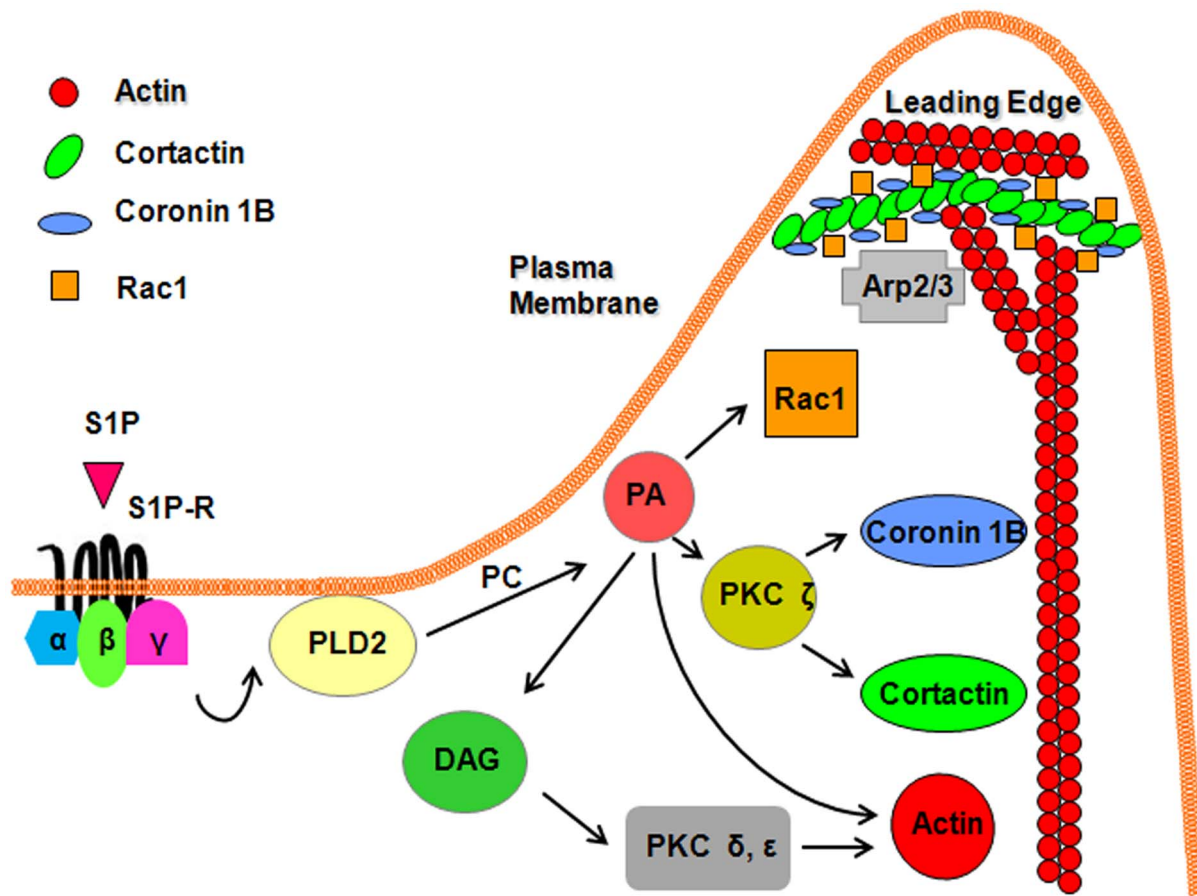 Actin
Cortactin
Coronin 1B
Rac1
Leading Edge
Plasma
Membrane
Arp2/3
Rac1
S1P
S1P-R
PA
Coronin 1B
PC
PKC ζ
α
β
γ
PLD2
Cortactin
DAG
Actin
PKC δ, ε